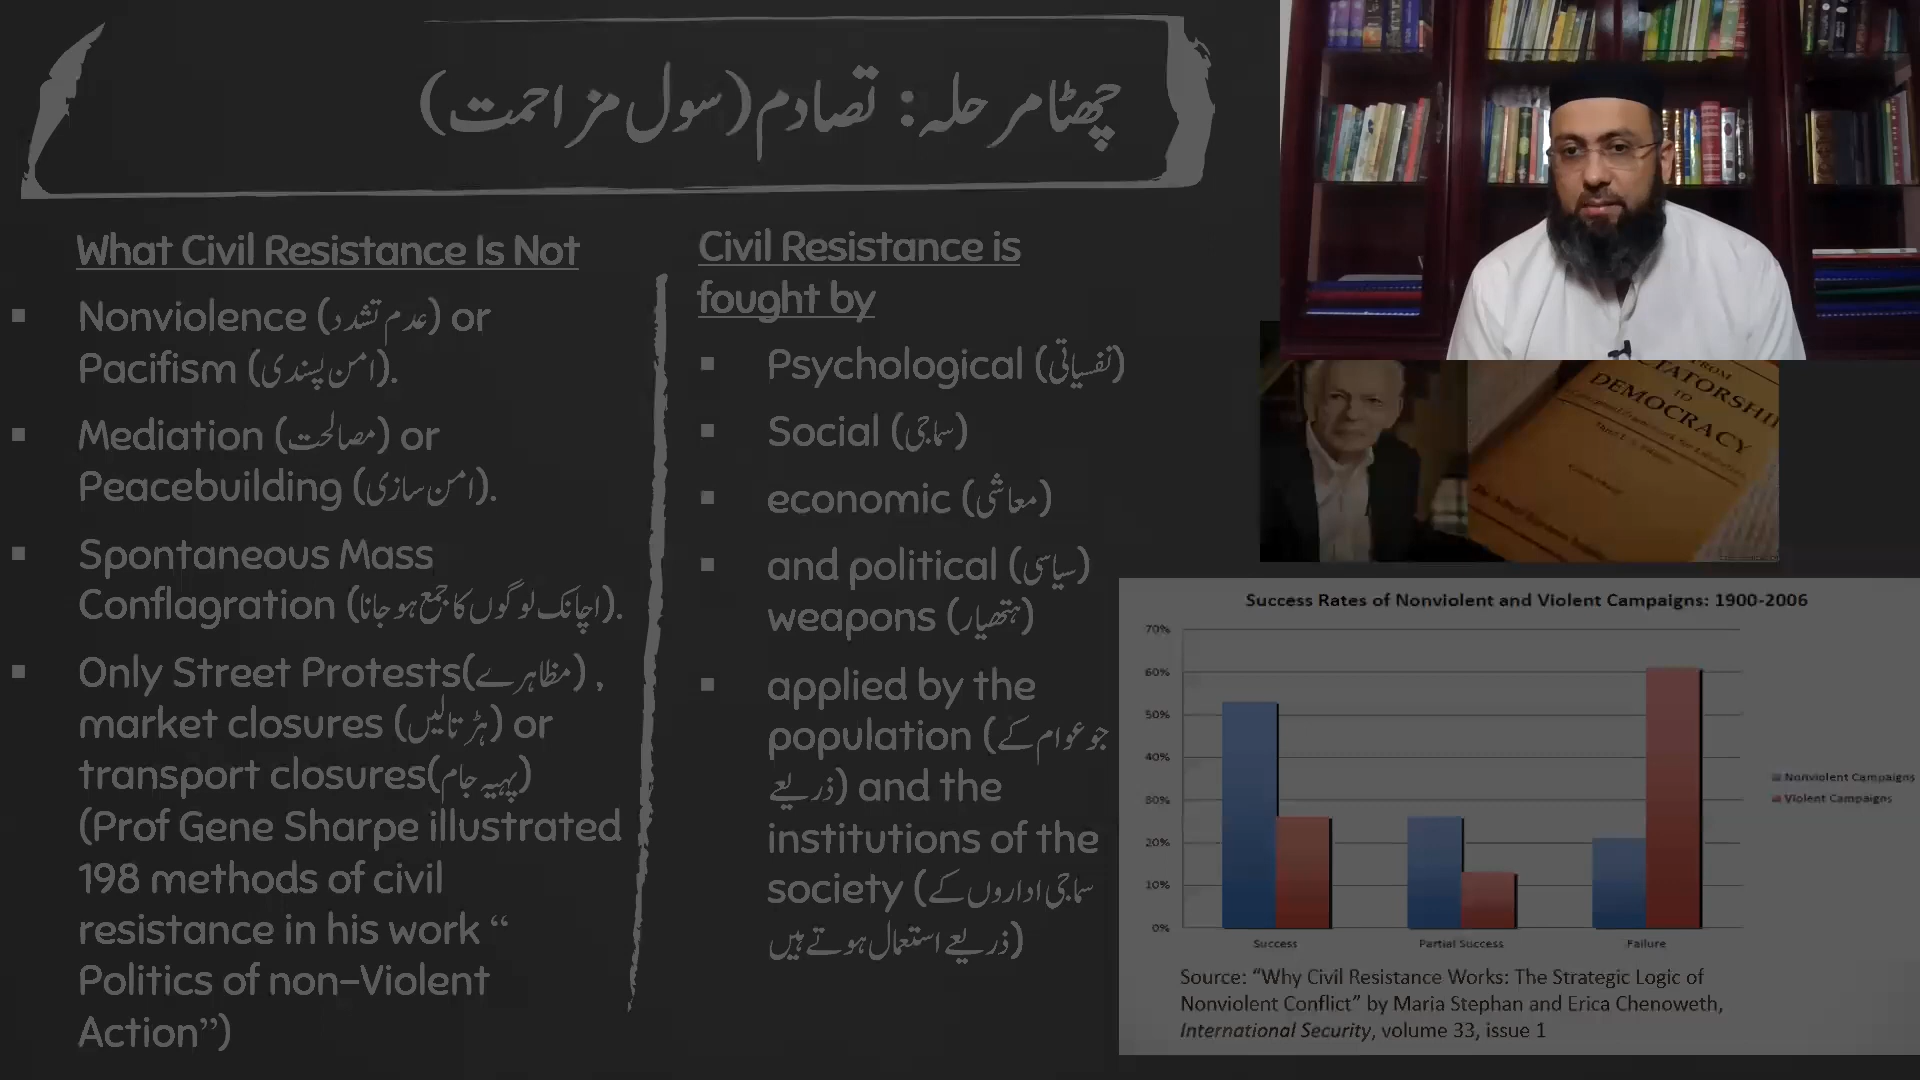 چھٹا مرحلہ: تصادم (سول مزاحمت)
What Civil Resistance Is Not
▪ Nonviolence (عدم تشدد) or
Pacifism (امن پسندی).
▪ Mediation (مصالحت) or
Peacebuilding (امن سازی).
▪ Spontaneous Mass
Conflagration (اچانک لوگوں کا جمع ہو جانا).
▪ Only Street Protests(مظاہرے) ,
market closures (ہڑتالیں) or
transport closures(پہیہ جام)
(Prof Gene Sharpe illustrated
198 methods of civil
resistance in his work “
Politics of non-Violent
Action”)
Civil Resistance is
fought by
▪ Psychological (نفسیاتی)
▪ Social (سماجی)
▪ economic (معاشی)
▪ and political (سیاسی)
weapons (ہتھیار)
▪ applied by the
population (جو عوام کے
ذریعے) and the
institutions of the
society (سماجی اداروں کے
ذریعے استعمال ہوتے ہیں)
FROM
TO
DEMOCRACY
Success Rates of Nonviolent and Violent Campaigns: 1900-2006
70%
60%
50%
40%
30%
20%
10%
0%
Success Partial Success Failure
Nonviolent Campaigns
Violent Campaigns
Source: “Why Civil Resistance Works: The Strategic Logic of
Nonviolent Conflict” by Maria Stephan and Erica Chenoweth,
International Security, volume 33, issue 1